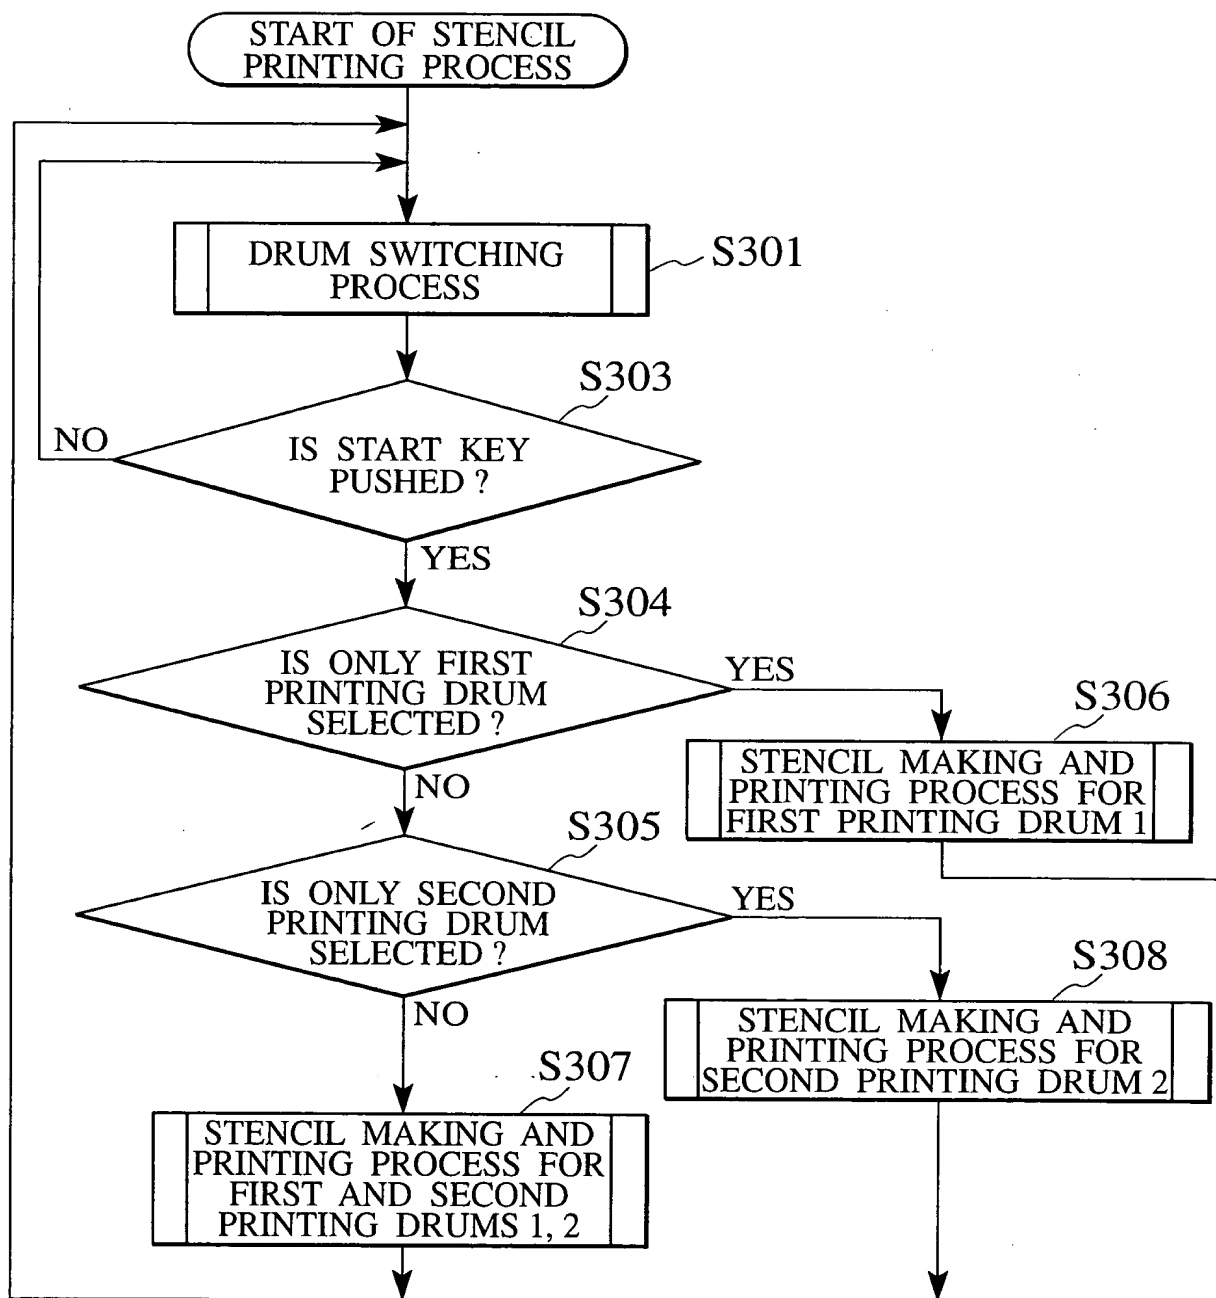 START OF STENCIL
PRINTING PROCESS
DRUM SWITCHING
PROCESS
S301
S303
NO
IS START KEY
PUSHED ?
YES
S304
IS ONLY FIRST
PRINTING DRUM
SELECTED ?
YES
S306
STENCIL MAKING AND
PRINTING PROCESS FOR
FIRST PRINTING DRUM 1
NO
S305
IS ONLY SECOND
PRINTING DRUM
SELECTED ?
YES
S308
STENCIL MAKING AND
PRINTING PROCESS FOR
SECOND PRINTING DRUM 2
NO
S307
STENCIL MAKING AND
PRINTING PROCESS FOR
FIRST AND SECOND
PRINTING DRUMS 1, 2